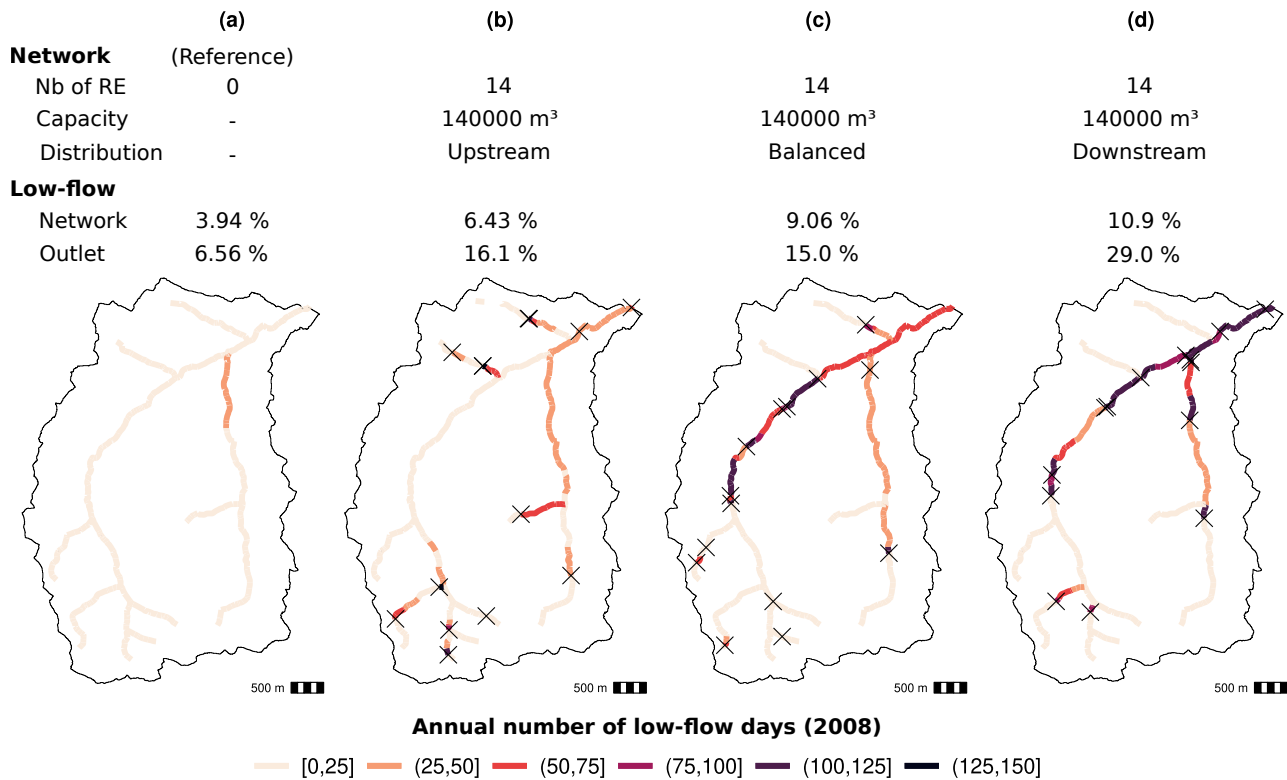 (a) (b) (c) (d)
Network (Reference)
Nb of RE 0 14 14 14
Capacity - 140000 m³ 140000 m³ 140000 m³
Distribution - Upstream Balanced Downstream
Low-flow
Network 3.94 % 6.43 % 9.06 % 10.9 %
Outlet 6.56 % 16.1 % 15.0 % 29.0 %
500 m 500 m 500 m 500 m
Annual number of low-flow days (2008)
[0,25] (25,50] (50,75] (75,100] (100,125] (125,150]